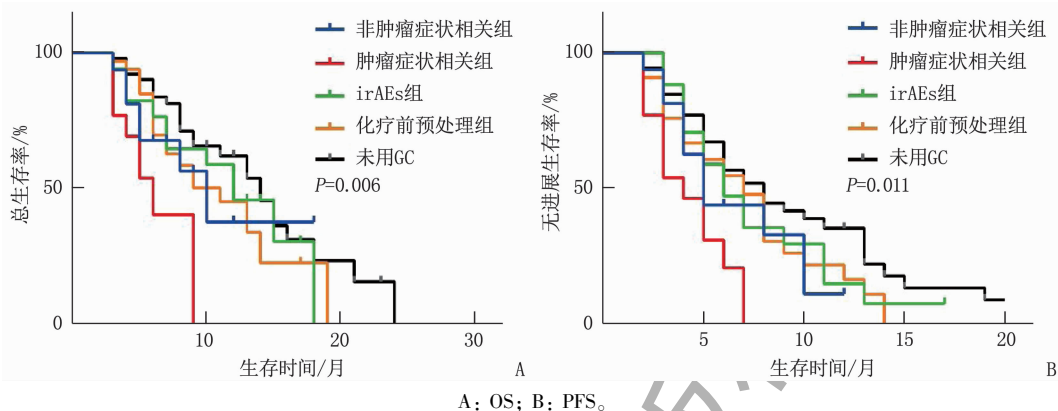 100
50
0
总生存率/%
非肿瘤症状相关组
肿瘤症状相关组
irAEs组
化疗前预处理组
未用GC
P=0.006
10
20
30
生存时间/月
A
100
50
0
无进展生存率/%
非肿瘤症状相关组
肿瘤症状相关组
irAEs组
化疗前预处理组
未用GC
P=0.011
5
10
15
20
生存时间/月
B
A: OS; B: PFS。